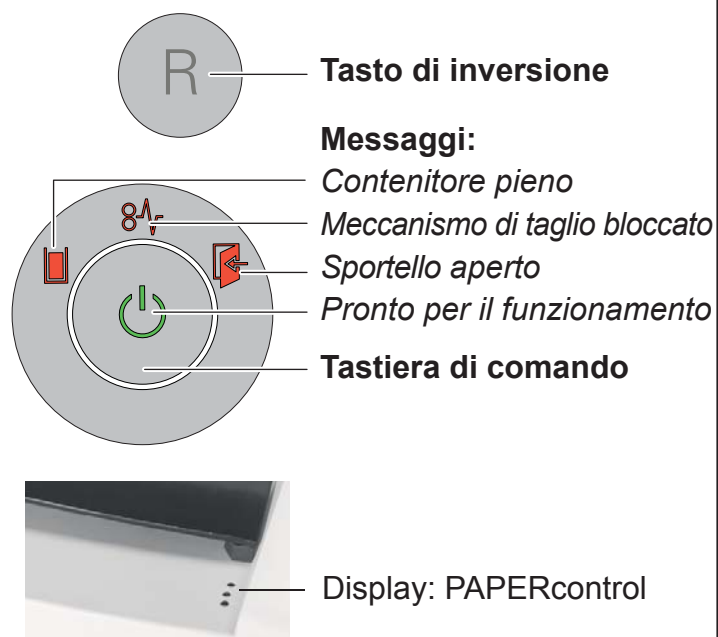 R
Tasto di inversione
Messaggi:
Contenitore pieno
Meccanismo di taglio bloccato
Sportello aperto
Pronto per il funzionamento
Tastiera di comando
Display: PAPERcontrol